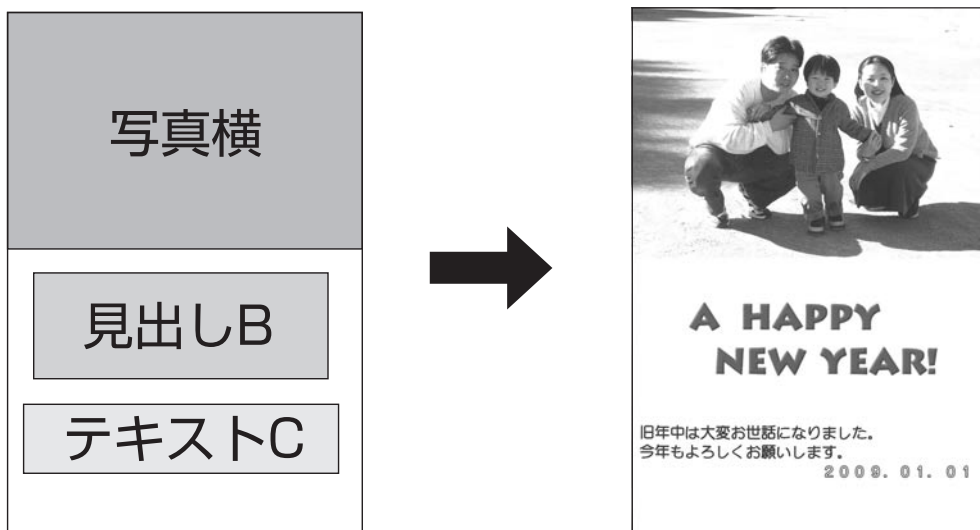 写真横
見出しB
テキストC
A HAPPY
NEW YEAR!
旧年中は大変お世話になりました。
今年もよろしくお願いします。
2009. 01. 01